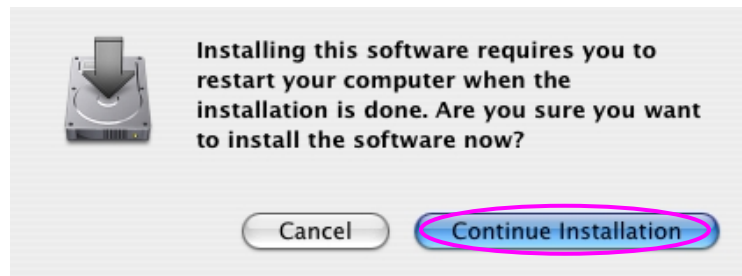 Installing this software requires you to
restart your computer when the
installation is done. Are you sure you want
to install the software now?
Cancel
Continue Installation